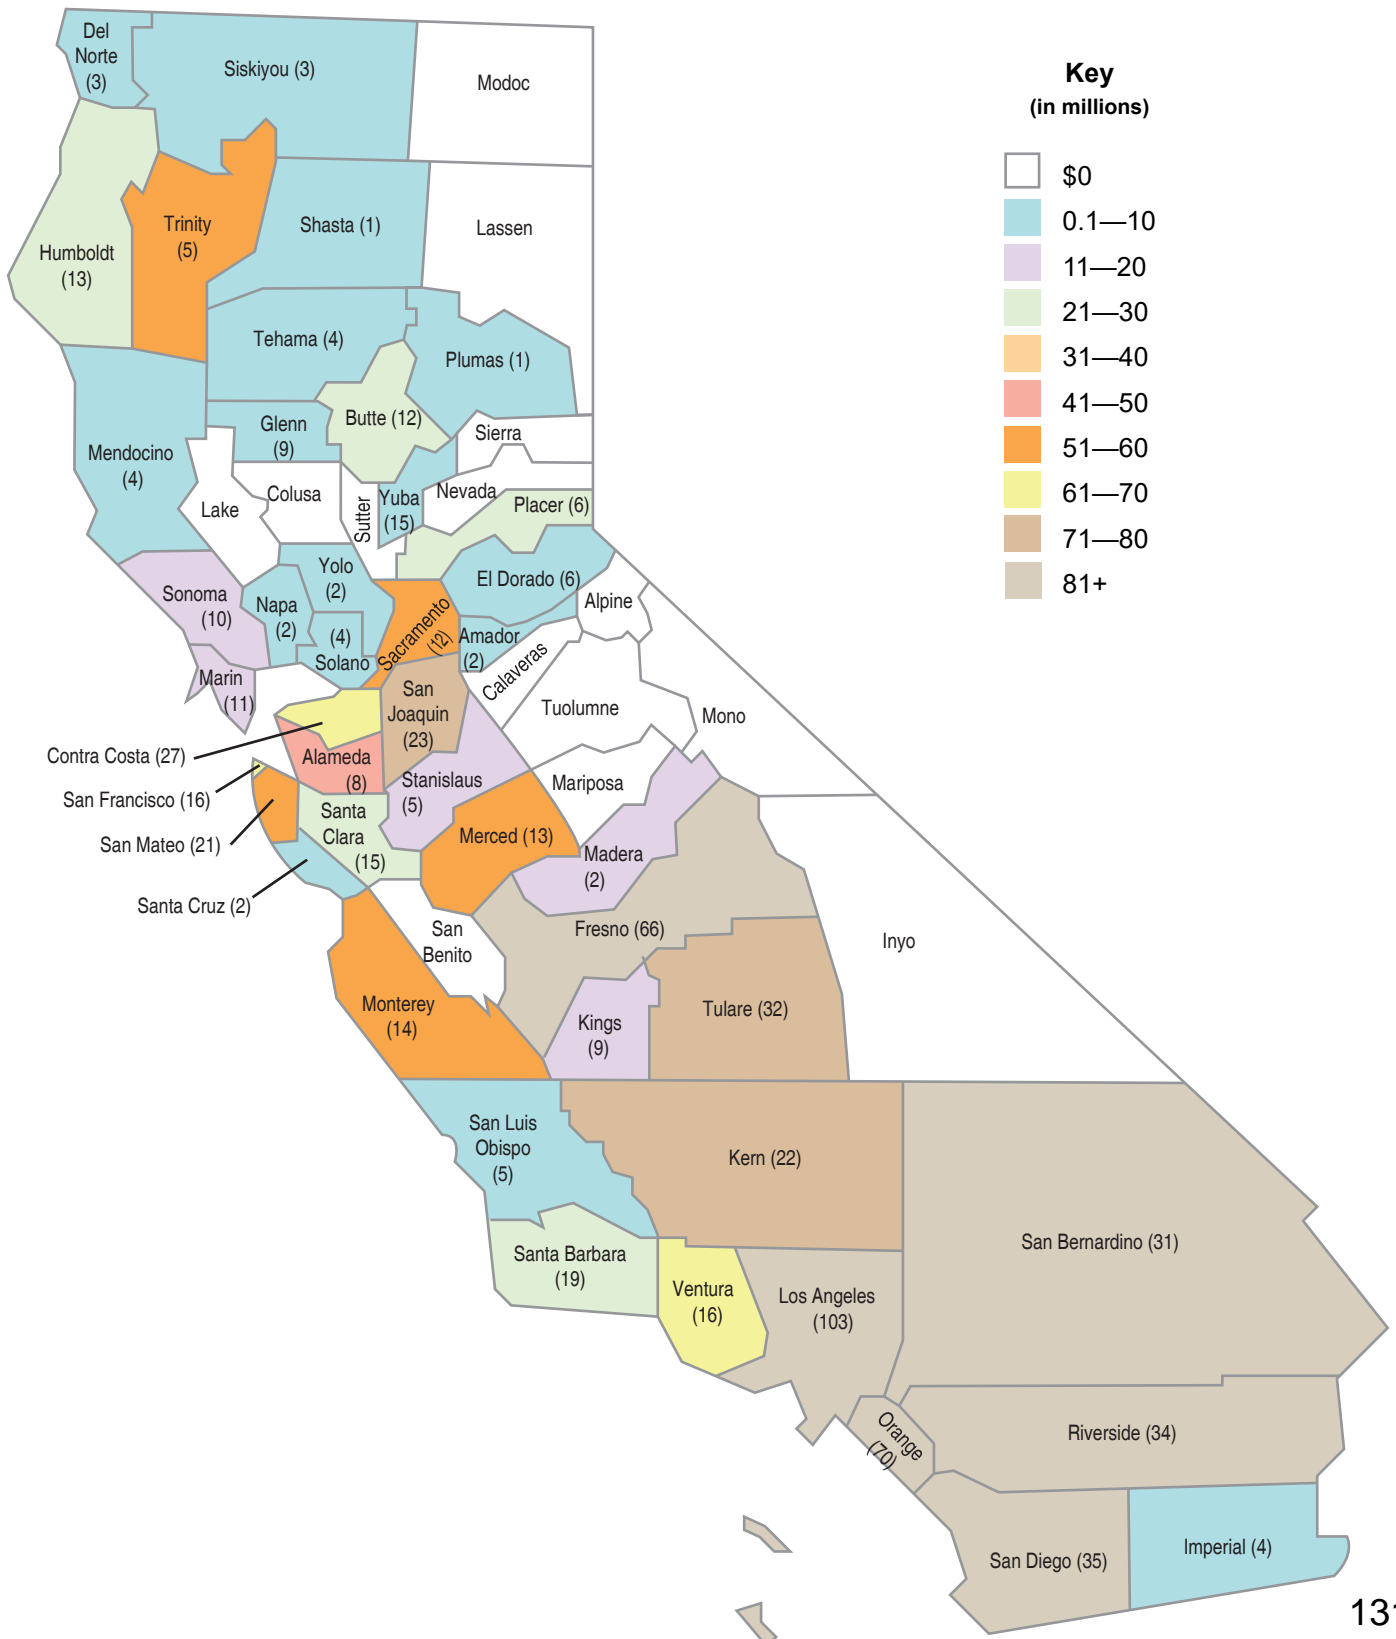 Del
Norte
(3)
Siskiyou (3)
Modoc
Key
(in millions)
$0
0.1—10
11—20
21—30
31—40
41—50
51—60
61—70
71—80
81+
Humboldt
(13)
Trinity
(5)
Shasta (1)
Lassen
Tehama (4)
Plumas (1)
Mendocino
(4)
Glenn
(9)
Butte (12)
Sierra
Lake
Colusa
Sutter
Yuba
(15)
Nevada
Placer (6)
Sonoma
(10)
Napa
(2)
Yolo
(2)
(4)
Solano
Sacramento
(12)
El Dorado (6)
Amador
(2)
Alpine
Calaveras
Marin
(11)
San
Joaquin
(23)
Tuolumne
Mono
Contra Costa (27)
Alameda
(8)
Stanislaus
(5)
Mariposa
San Francisco (16)
San Mateo (21)
Santa
Clara
(15)
Merced (13)
Madera
(2)
Santa Cruz (2)
San
Benito
Fresno (66)
Inyo
Monterey
(14)
Kings
(9)
Tulare (32)
San Luis
Obispo
(5)
Kern (22)
San Bernardino (31)
Santa Barbara
(19)
Ventura
(16)
Los Angeles
(103)
Orange
(70)
Riverside (34)
San Diego (35)
Imperial (4)
131